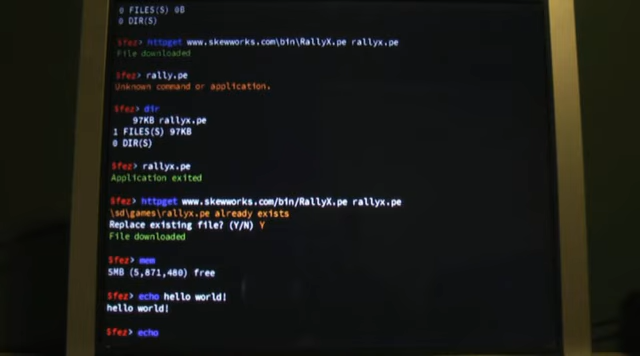 0 FILES(S) 0B
0 DIR(S)
$fez> httpget www.skewworks.com\bin\RallyX.pe rallyx.pe
File downloaded
$fez> rally.pe
Unknown command or application.
$fez> dir
97KB rallyx.pe
1 FILES(S) 97KB
0 DIR(S)
$fez> rallyx.pe
Application exited
$fez> httpget www.skewworks.com/bin/RallyX.pe rallyx.pe
\sd\games\rallyx.pe already exists
Replace existing file? (Y/N) Y
File downloaded
$fez> mem
5MB (5,871,480) free
$fez> echo hello world!
hello world!
$fez> echo